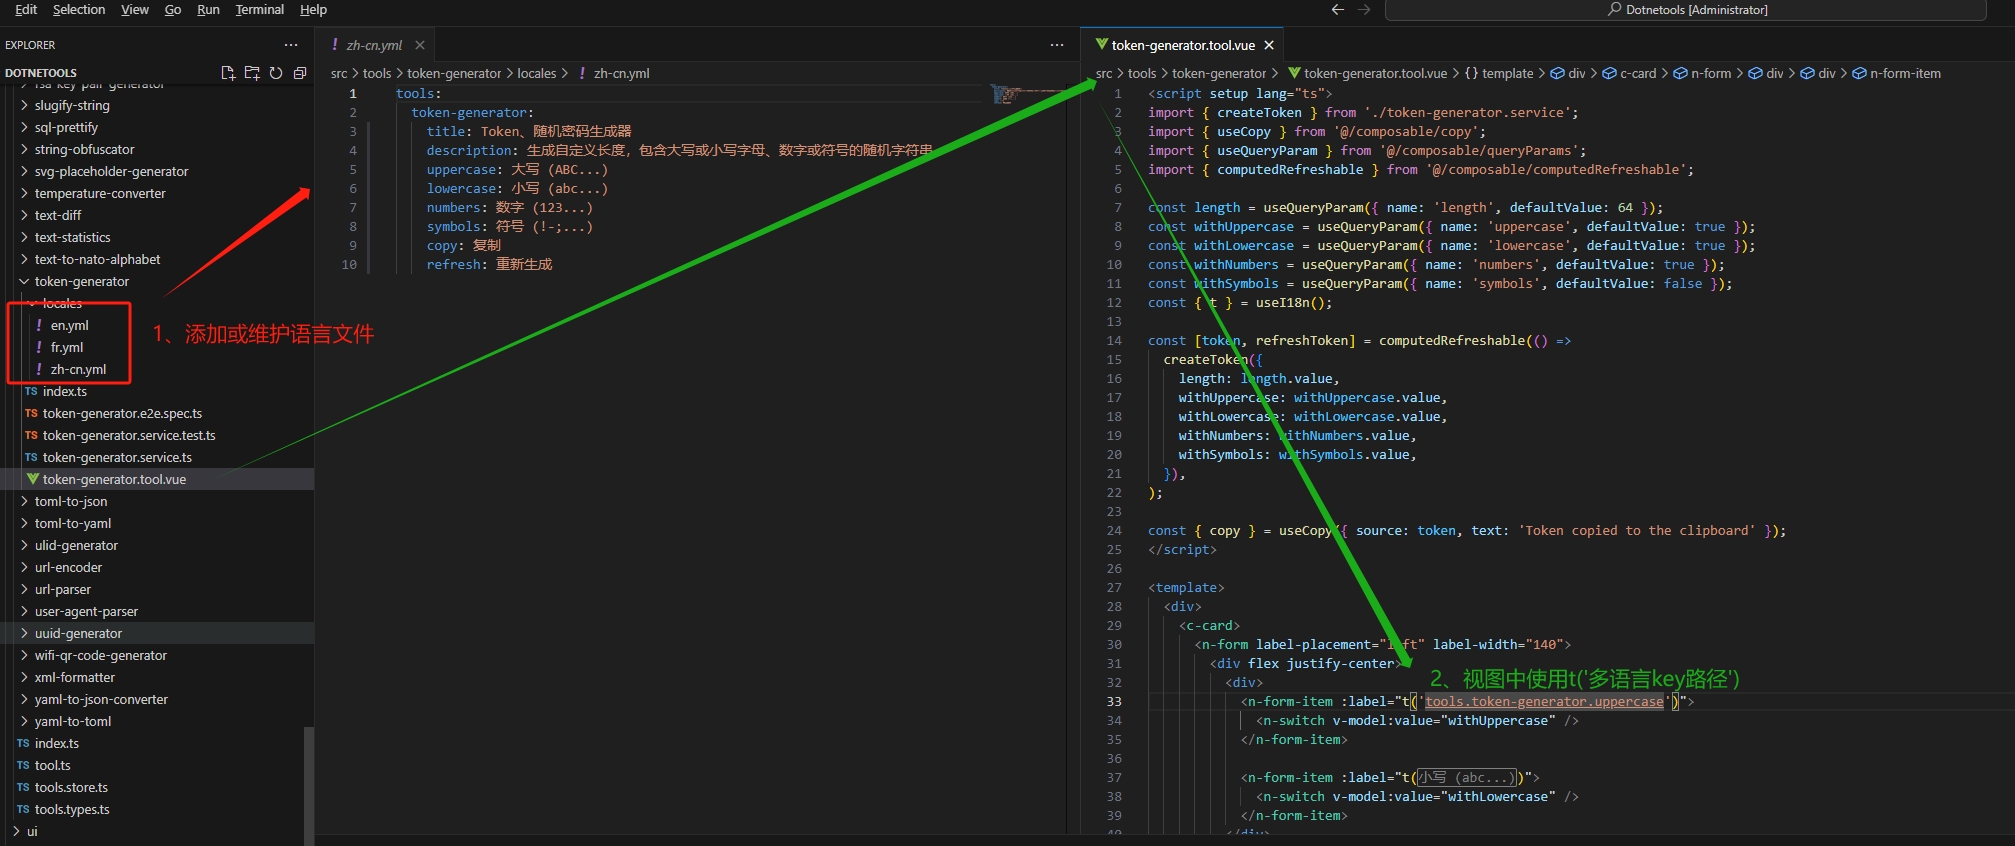 Edit Selection View Go Run Terminal Help
Dotnetools [Administrator]
EXPLORER
DOTNETOOLS
rsa-key-pair-generator
slugify-string
sql-prettify
string-obfuscator
svg-placeholder-generator
temperature-converter
text-diff
text-statistics
text-to-nato-alphabet
token-generator
locales
! en.yml
! fr.yml
! zh-cn.yml
TS index.ts
TS token-generator.e2e.spec.ts
TS token-generator.service.test.ts
TS token-generator.service.ts
token-generator.tool.vue
toml-to-json
toml-to-yaml
ulid-generator
url-encoder
url-parser
user-agent-parser
uuid-generator
wifi-qr-code-generator
xml-formatter
yaml-to-json-converter
yaml-to-toml
TS index.ts
TS tool.ts
TS tools.store.ts
TS tools.types.ts
ui
1、添加或维护语言文件
! zh-cn.yml
src > tools > token-generator > locales > ! zh-cn.yml
1 tools:
2 token-generator:
3 title: Token、随机密码生成器
4 description: 生成自定义长度，包含大写或小写字母、数字或符号的随机字符串
5 uppercase: 大写 (ABC...)
6 lowercase: 小写 (abc...)
7 numbers: 数字 (123...)
8 symbols: 符号 (!-;...)
9 copy: 复制
10 refresh: 重新生成
token-generator.tool.vue
src > tools > token-generator > token-generator.tool.vue > {} template > div > c-card > n-form > div > div > n-form-item
1 <script setup lang="ts">
2 import { createToken } from './token-generator.service';
3 import { useCopy } from '@/composable/copy';
4 import { useQueryParam } from '@/composable/queryParams';
5 import { computedRefreshable } from '@/composable/computedRefreshable';
6
7 const length = useQueryParam({ name: 'length', defaultValue: 64 });
8 const withUppercase = useQueryParam({ name: 'uppercase', defaultValue: true });
9 const withLowercase = useQueryParam({ name: 'lowercase', defaultValue: true });
10 const withNumbers = useQueryParam({ name: 'numbers', defaultValue: true });
11 const withSymbols = useQueryParam({ name: 'symbols', defaultValue: false });
12 const { t } = useI18n();
13
14 const [token, refreshToken] = computedRefreshable(() =>
15 createToken({
16 length: length.value,
17 withUppercase: withUppercase.value,
18 withLowercase: withLowercase.value,
19 withNumbers: withNumbers.value,
20 withSymbols: withSymbols.value,
21 }),
22 );
23
24 const { copy } = useCopy({ source: token, text: 'Token copied to the clipboard' });
25 </script>
26
27 <template>
28 <div>
29 <c-card>
30 <n-form label-placement="left" label-width="140">
31 <div flex justify-center>
32 <div>
2、视图中使用t('多语言key路径')
33 <n-form-item :label="t('tools.token-generator.uppercase')">
34 <n-switch v-model:value="withUppercase" />
35 </n-form-item>
36
37 <n-form-item :label="t(小写 (abc...))">
38 <n-switch v-model:value="withLowercase" />
39 </n-form-item>
40 </div>